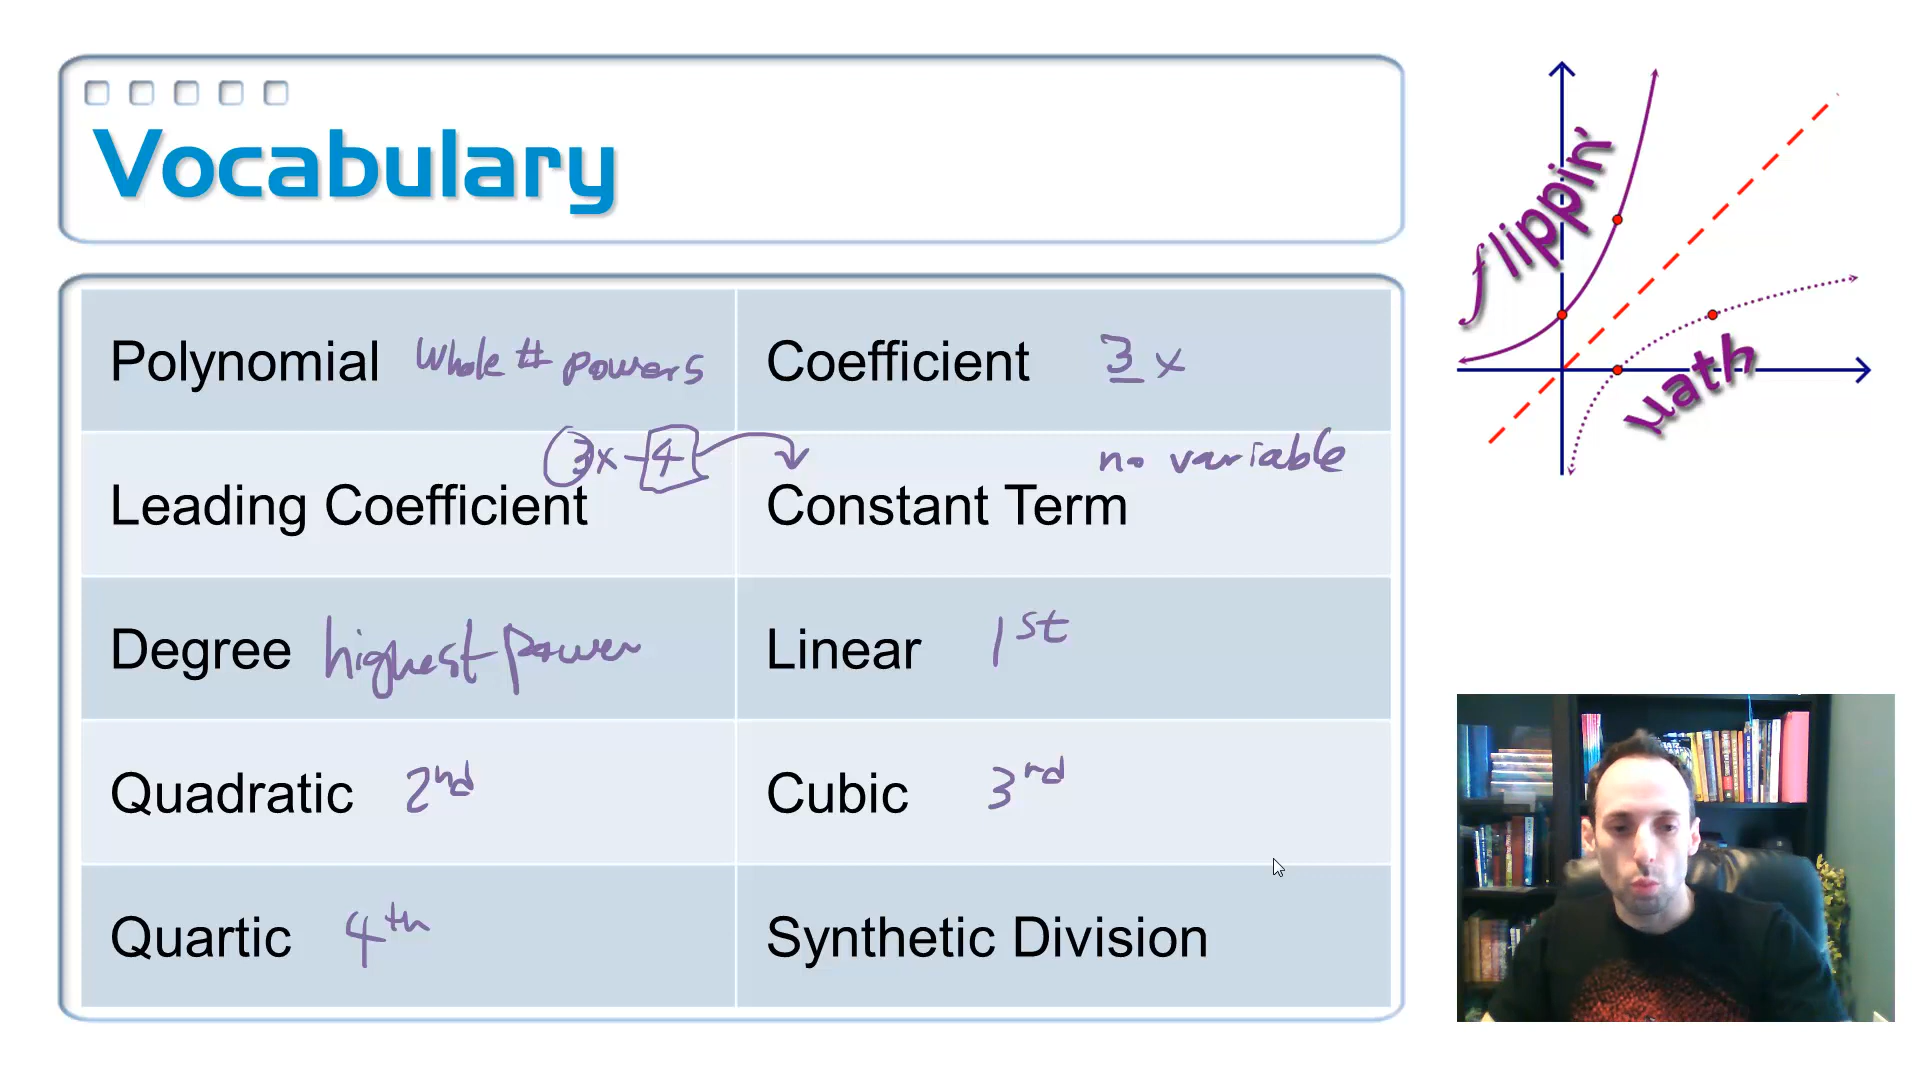 Vocabulary
flippin'
math
Polynomial whole # powers
Coefficient 3x
3x - 4
no variable
Leading Coefficient
Constant Term
Degree highest power
Linear 1st
Quadratic 2nd
Cubic 3rd
Quartic 4th
Synthetic Division